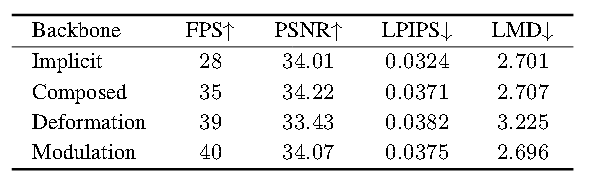 Backbone FPS↑ PSNR↑ LPIPS↓ LMD↓
Implicit 28 34.01 0.0324 2.701
Composed 35 34.22 0.0371 2.707
Deformation 39 33.43 0.0382 3.225
Modulation 40 34.07 0.0375 2.696